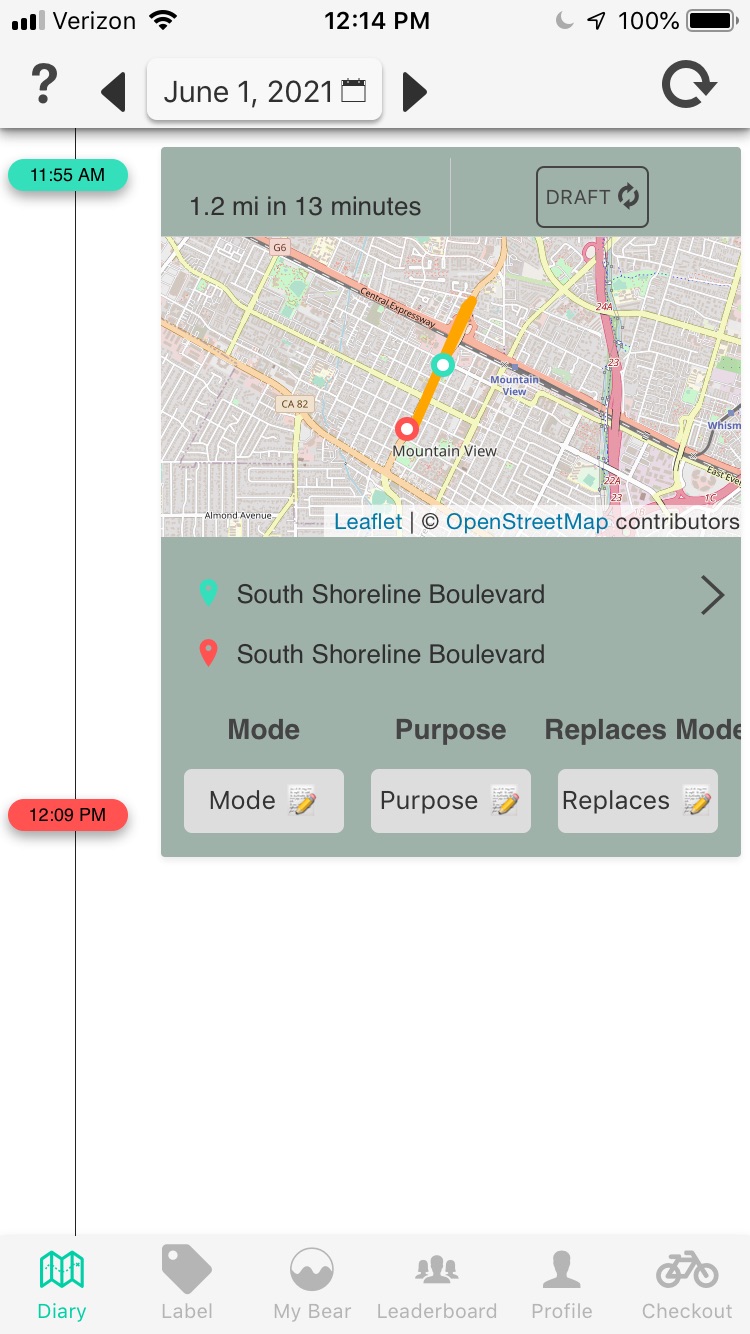 Verizon 12:14 PM 100%
? June 1, 2021
11:55 AM
1.2 mi in 13 minutes
DRAFT
G6
Central Expressway
24A
23
Mountain
View
CA 82
Whism
Mountain View
East Eve
22A
23
1C
Almond Avenue
Leaflet | © OpenStreetMap contributors
South Shoreline Boulevard
South Shoreline Boulevard
Mode Purpose Replaces Mode
Mode Purpose Replaces
12:09 PM
Diary Label My Bear Leaderboard Profile Checkout